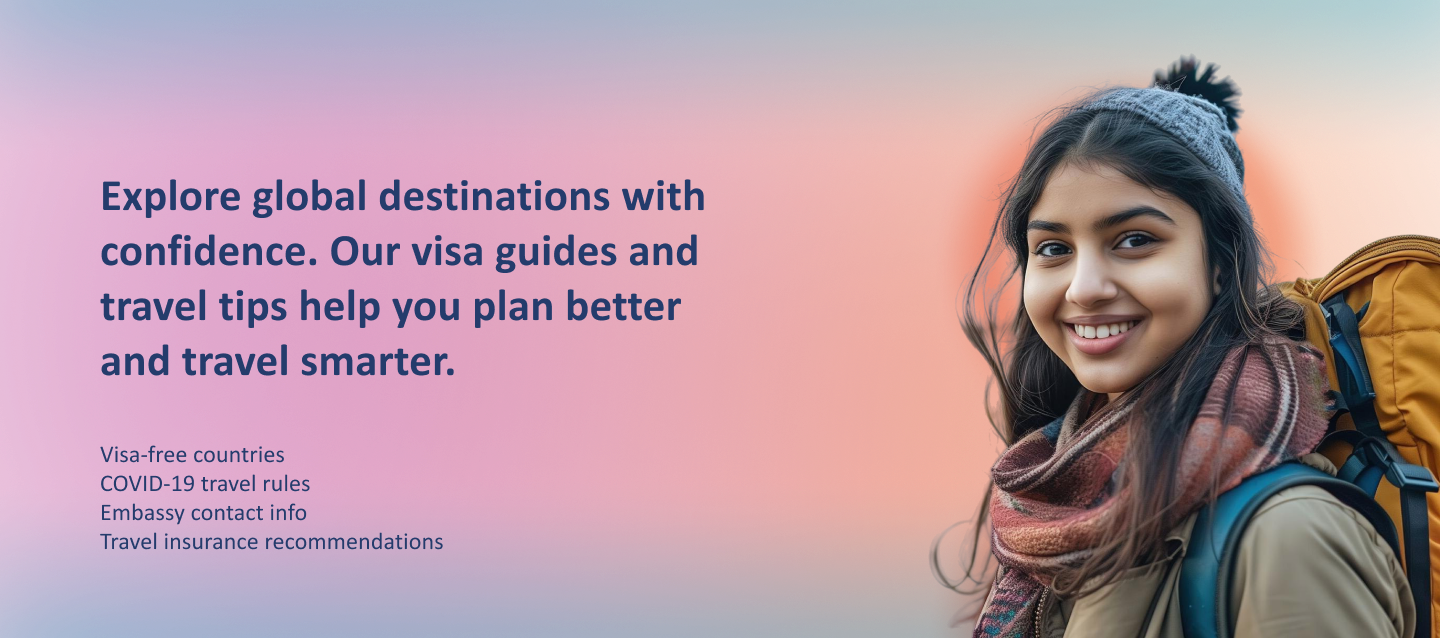 Explore global destinations with
confidence. Our visa guides and
travel tips help you plan better
and travel smarter.
Visa-free countries
COVID-19 travel rules
Embassy contact info
Travel insurance recommendations